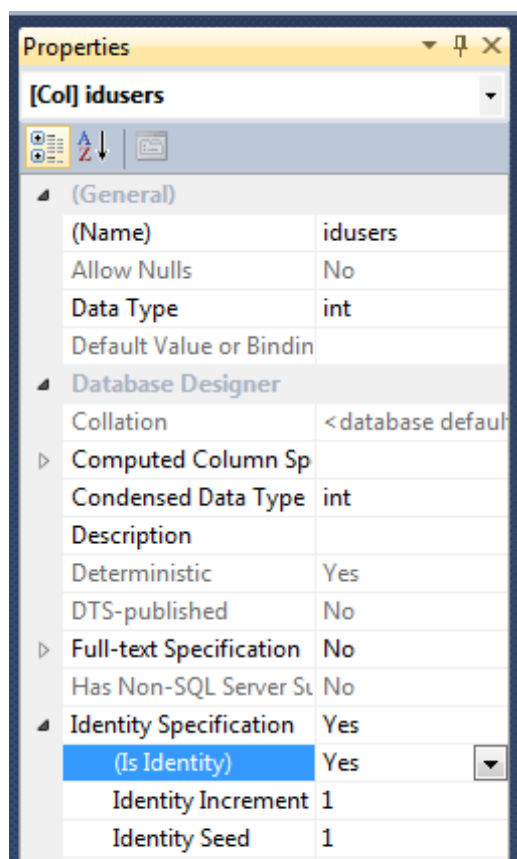 Properties
[Col] idusers
A
Z
(General)
(Name) idusers
Allow Nulls No
Data Type int
Default Value or Bindin
Database Designer
Collation <database defaul
Computed Column Sp
Condensed Data Type int
Description
Deterministic Yes
DTS-published No
Full-text Specification No
Has Non-SQL Server Su No
Identity Specification Yes
(Is Identity) Yes
Identity Increment 1
Identity Seed 1